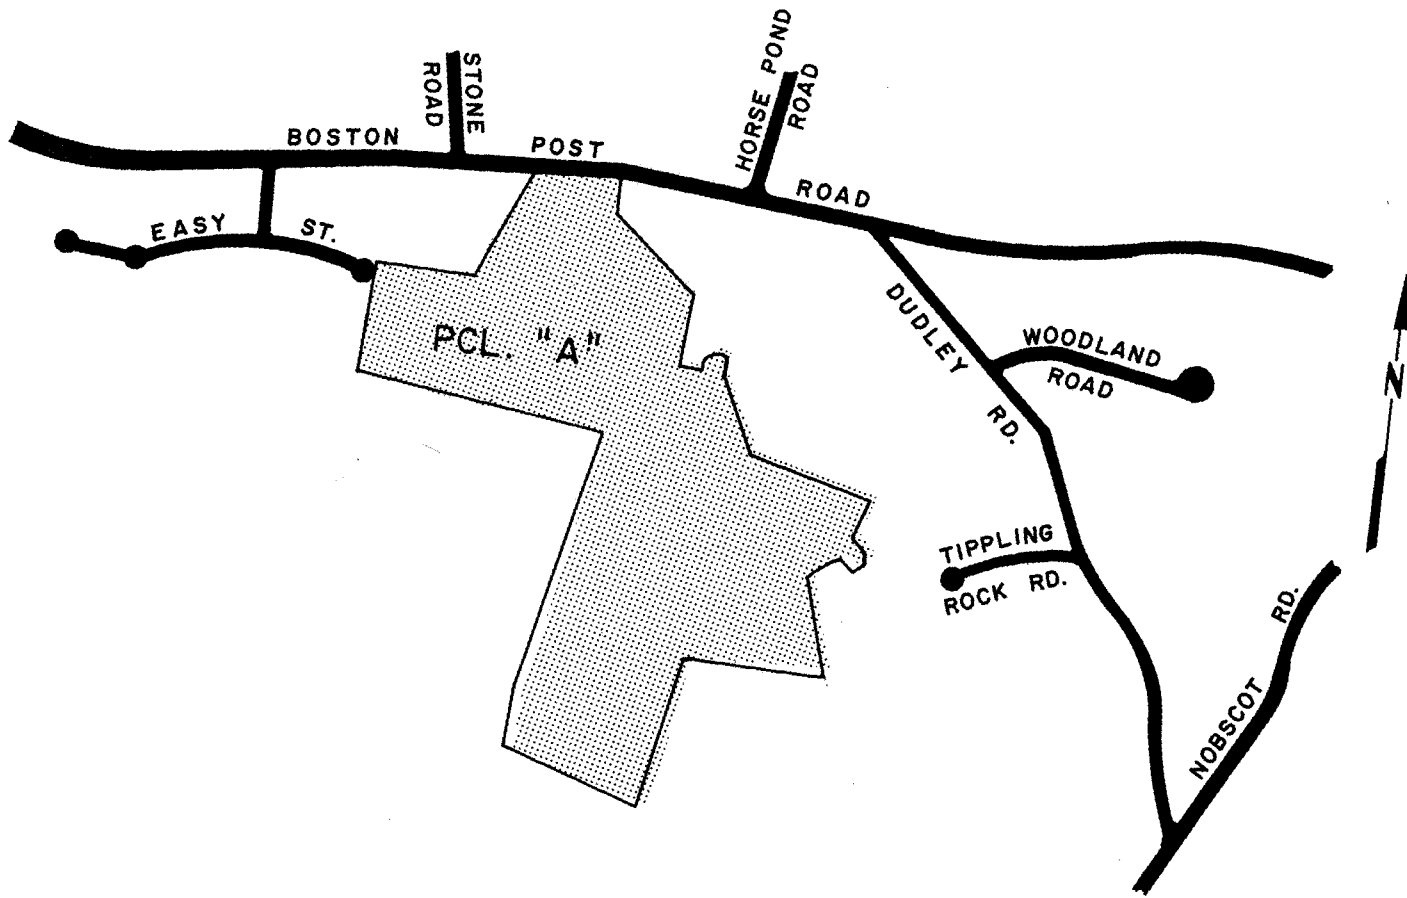 STONE
ROAD
HORSE POND
ROAD
BOSTON POST ROAD
EASY ST.
PCL. "A"
DUDLEY RD.
WOODLAND
ROAD
N
TIPPLING
ROCK RD.
NOBSCOT RD.